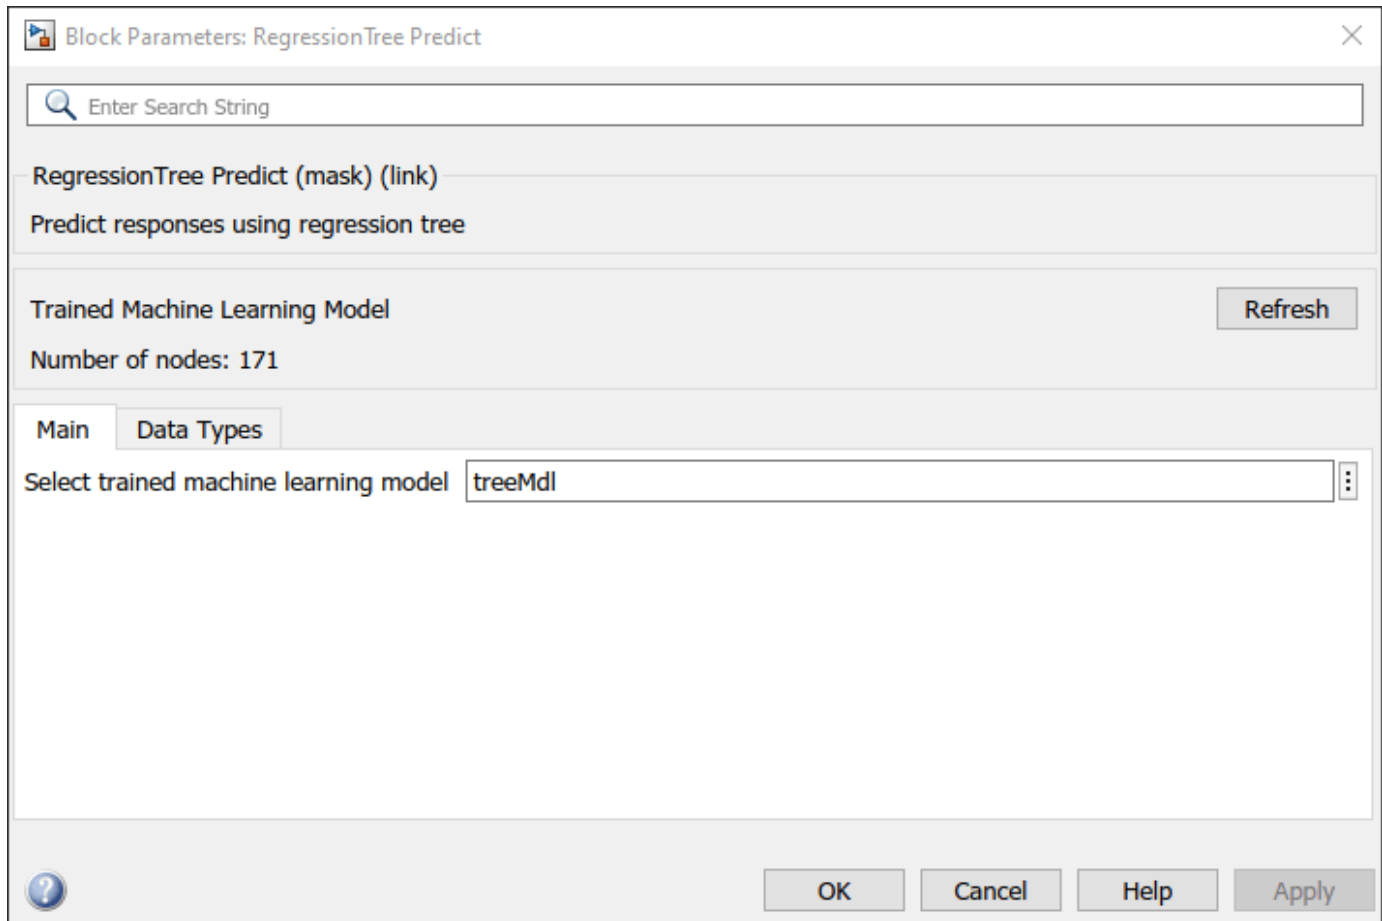 Block Parameters: RegressionTree Predict
Enter Search String
RegressionTree Predict (mask) (link)
Predict responses using regression tree
Trained Machine Learning Model
Refresh
Number of nodes: 171
Main Data Types
Select trained machine learning model treeMdl
? OK Cancel Help Apply